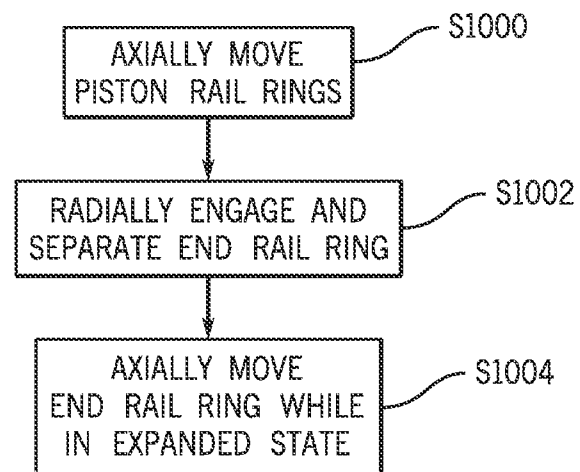 S1000
AXIALLY MOVE
PISTON RAIL RINGS
S1002
RADIALLY ENGAGE AND
SEPARATE END RAIL RING
S1004
AXIALLY MOVE
END RAIL RING WHILE
IN EXPANDED STATE